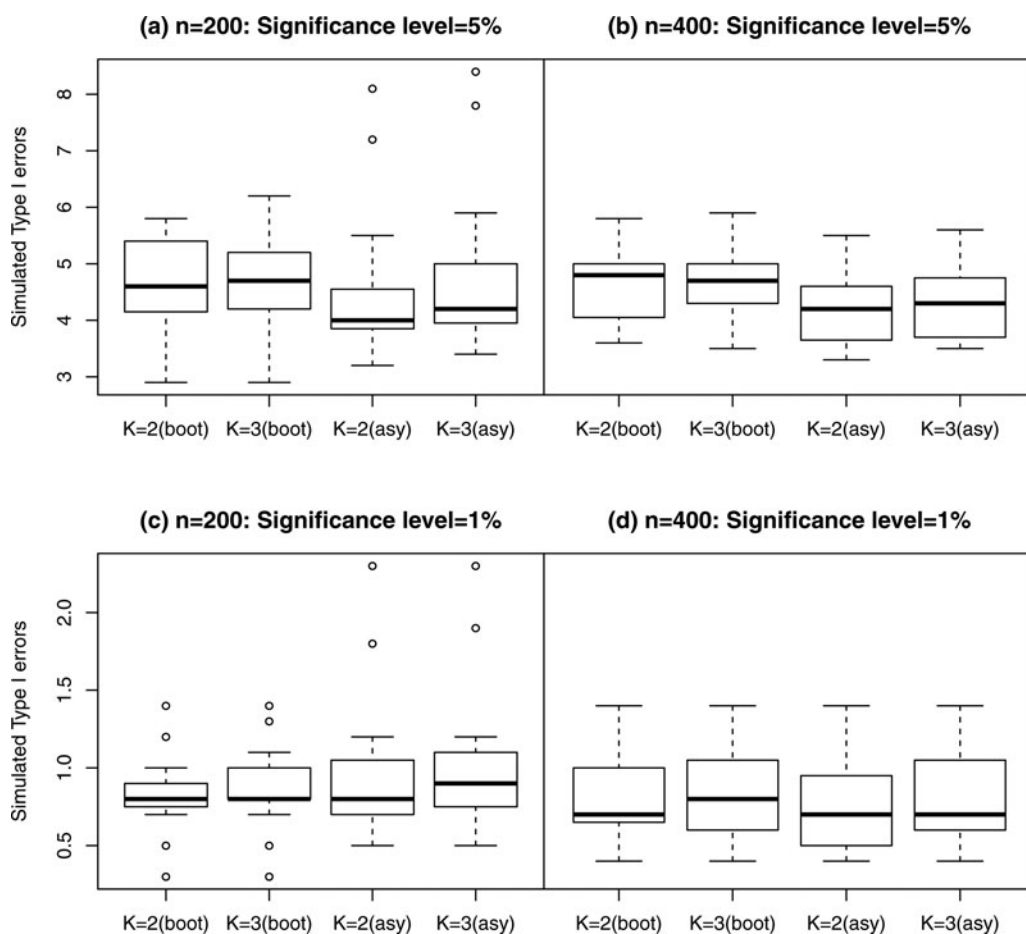 (a) n=200: Significance level=5%
(b) n=400: Significance level=5%
Simulated Type I errors
8
7
6
5
4
3
K=2(boot) K=3(boot) K=2(asy) K=3(asy)
K=2(boot) K=3(boot) K=2(asy) K=3(asy)
(c) n=200: Significance level=1%
(d) n=400: Significance level=1%
Simulated Type I errors
2.0
1.5
1.0
0.5
K=2(boot) K=3(boot) K=2(asy) K=3(asy)
K=2(boot) K=3(boot) K=2(asy) K=3(asy)